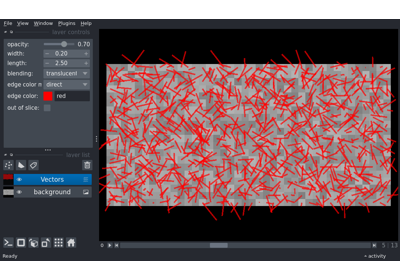 File View Window Plugins Help
layer controls
opacity: 0.70
width: 0.20
length: 2.50
blending: translucent
edge color m direct
edge color: red
out of slice:
layer list
Vectors
background
0 5 13
Ready activity